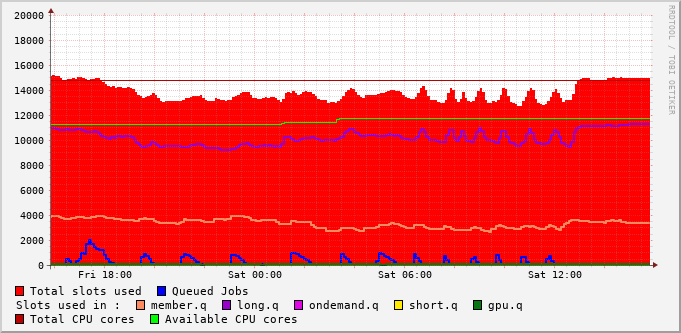 20000
18000
16000
14000
12000
10000
8000
6000
4000
2000
0
Fri 18:00 Sat 00:00 Sat 06:00 Sat 12:00
RRDTOOL / TOBI OETIKER
Total slots used Queued Jobs
Slots used in : member.q long.q ondemand.q short.q gpu.q
Total CPU cores Available CPU cores